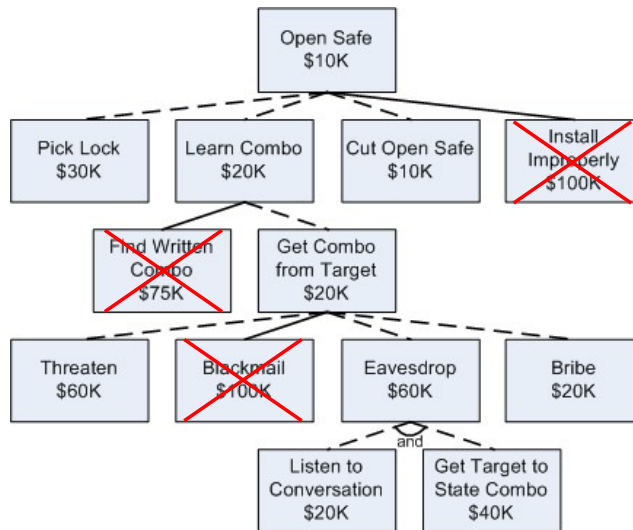 Open Safe
$10K
Pick Lock
$30K
Learn Combo
$20K
Cut Open Safe
$10K
Install
Improperly
$100K
Find Written
Combo
$75K
Get Combo
from Target
$20K
Threaten
$60K
Blackmail
$100K
Eavesdrop
$60K
Bribe
$20K
and
Listen to
Conversation
$20K
Get Target to
State Combo
$40K